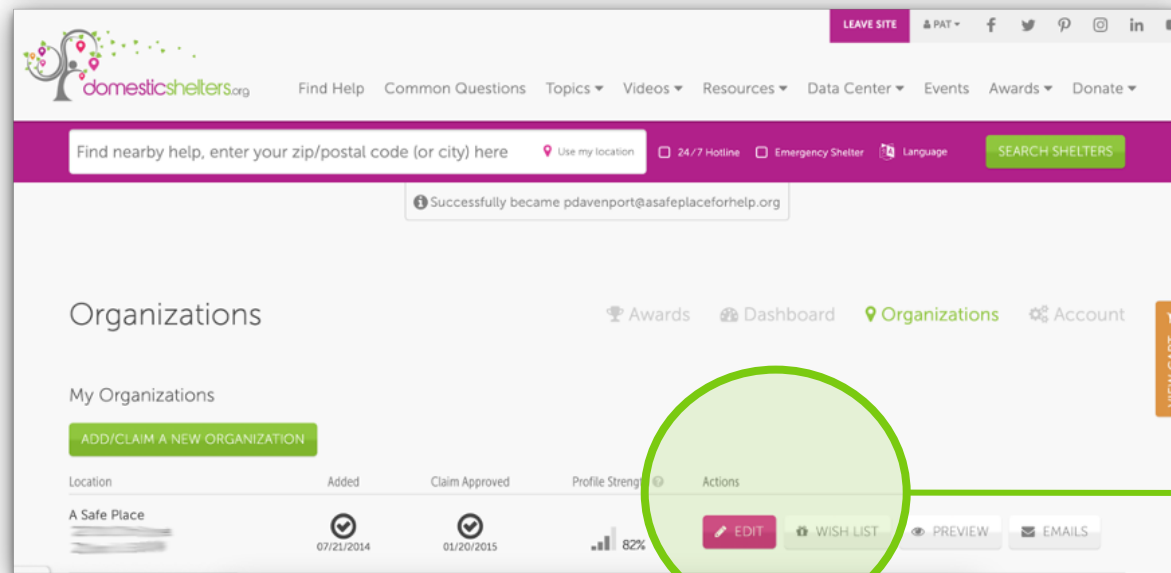 LEAVE SITE PAT
domesticshelters.org
Find Help Common Questions Topics Videos Resources Data Center Events Awards Donate
Find nearby help, enter your zip/postal code (or city) here Use my location 24/7 Hotline Emergency Shelter Language SEARCH SHELTERS
Successfully became pdavenport@asafeplaceforhelp.org
Organizations Awards Dashboard Organizations Account
VIEW CART
My Organizations
ADD/CLAIM A NEW ORGANIZATION
Location Added Claim Approved Profile Strength Actions
A Safe Place
07/21/2014 01/20/2015 82% EDIT WISH LIST PREVIEW EMAILS